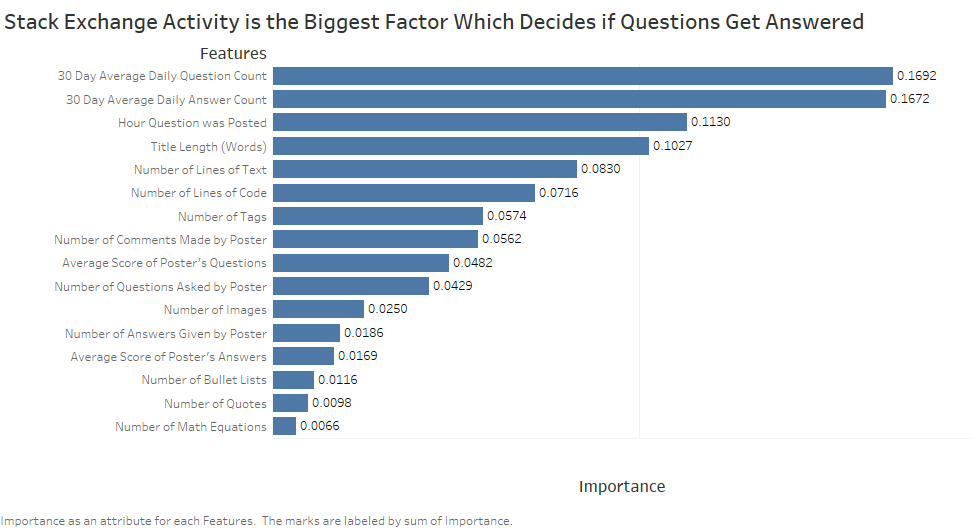 Stack Exchange Activity is the Biggest Factor Which Decides if Questions Get Answered
Features
30 Day Average Daily Question Count 0.1692
30 Day Average Daily Answer Count 0.1672
Hour Question was Posted 0.1130
Title Length (Words) 0.1027
Number of Lines of Text 0.0830
Number of Lines of Code 0.0716
Number of Tags 0.0574
Number of Comments Made by Poster 0.0562
Average Score of Poster's Questions 0.0482
Number of Questions Asked by Poster 0.0429
Number of Images 0.0250
Number of Answers Given by Poster 0.0186
Average Score of Poster's Answers 0.0169
Number of Bullet Lists 0.0116
Number of Quotes 0.0098
Number of Math Equations 0.0066
Importance
Importance as an attribute for each Features.  The marks are labeled by sum of Importance.